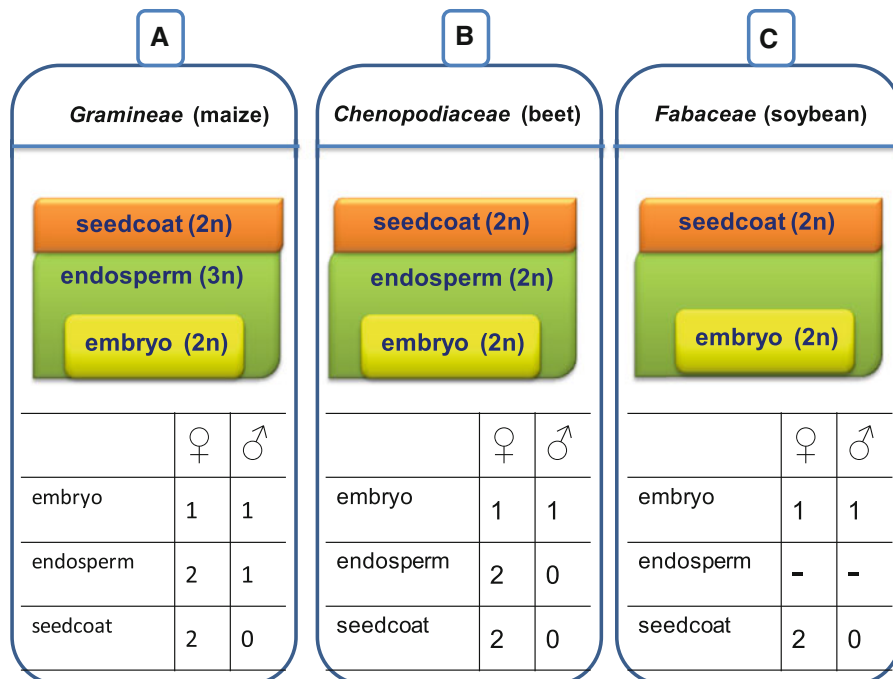 A
Gramineae (maize)
seedcoat (2n)
endosperm (3n)
embryo (2n)
♀ ♂
embryo 1 1
endosperm 2 1
seedcoat 2 0
B
Chenopodiaceae (beet)
seedcoat (2n)
endosperm (2n)
embryo (2n)
♀ ♂
embryo 1 1
endosperm 2 0
seedcoat 2 0
C
Fabaceae (soybean)
seedcoat (2n)
embryo (2n)
♀ ♂
embryo 1 1
endosperm - -
seedcoat 2 0